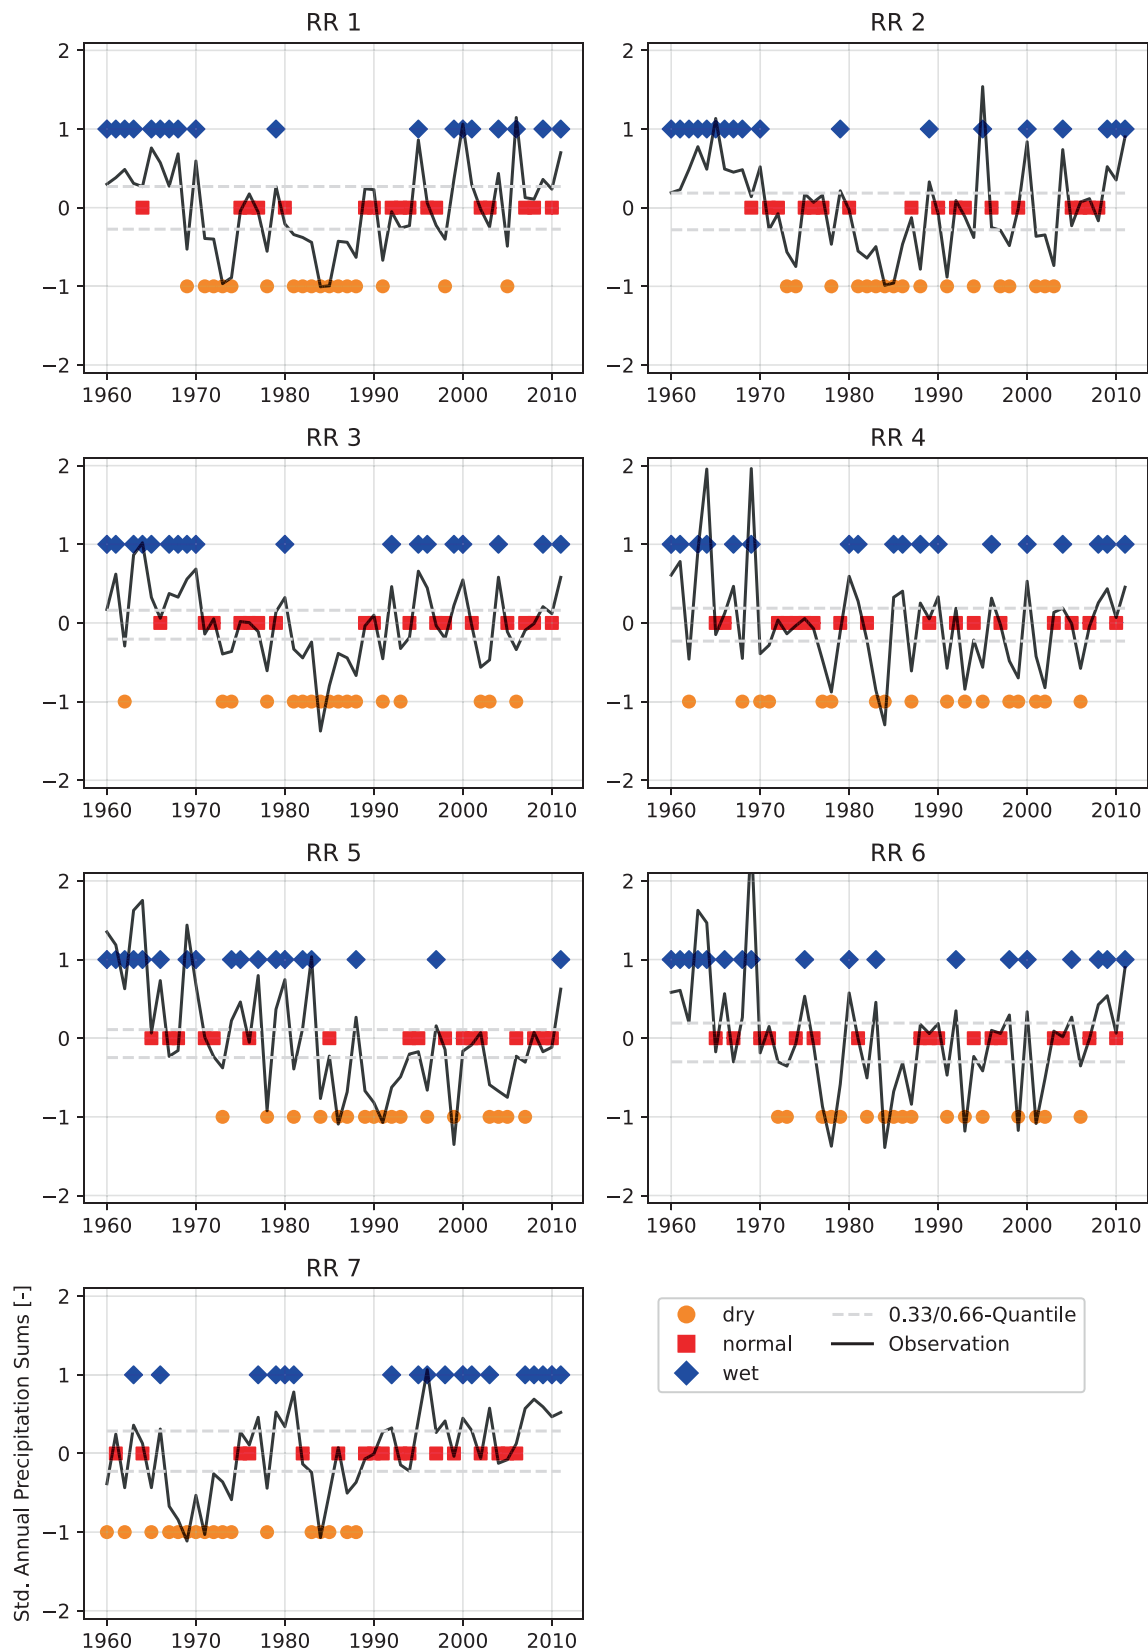 RR 1
RR 2
2
1
0
−1
−2
1960 1970 1980 1990 2000 2010
2
1
0
−1
−2
1960 1970 1980 1990 2000 2010
RR 3
RR 4
2
1
0
−1
−2
1960 1970 1980 1990 2000 2010
2
1
0
−1
−2
1960 1970 1980 1990 2000 2010
RR 5
RR 6
2
1
0
−1
−2
1960 1970 1980 1990 2000 2010
2
1
0
−1
−2
1960 1970 1980 1990 2000 2010
RR 7
Std. Annual Precipitation Sums [-]
2
1
0
−1
−2
1960 1970 1980 1990 2000 2010
dry
normal
wet
0.33/0.66-Quantile
Observation